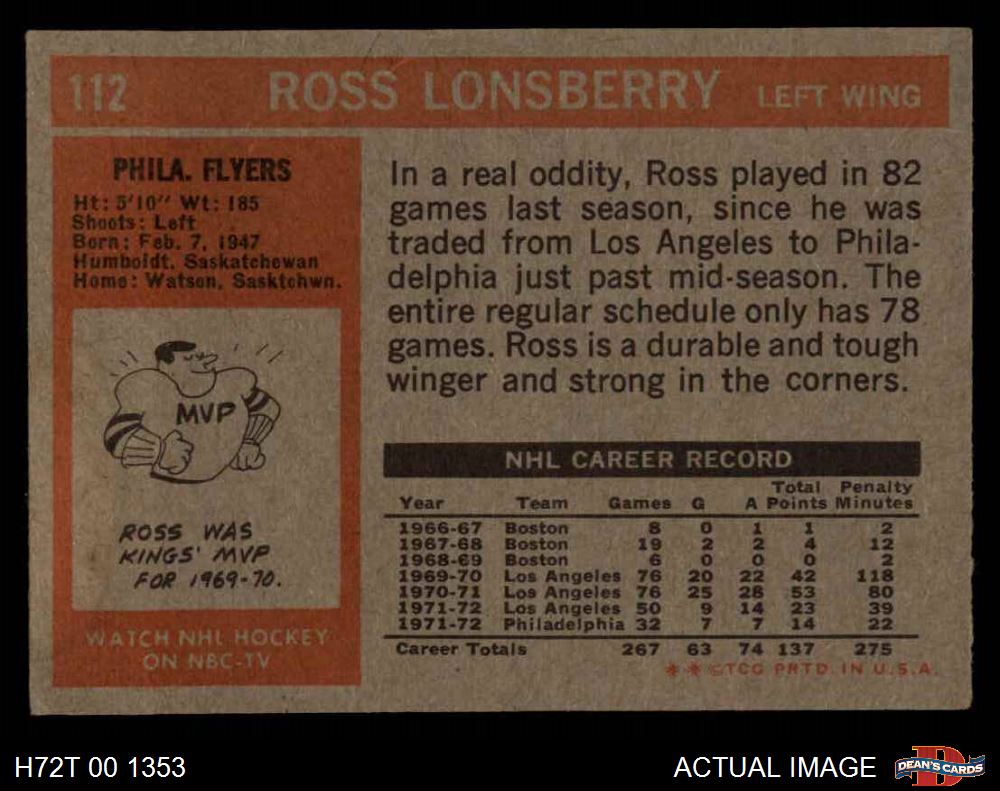 112 ROSS LONSBERRY LEFT WING
PHILA. FLYERS
Ht: 5'10" Wt: 185
Shoots: Left
Born: Feb. 7, 1947
Humboldt, Saskatchewan
Home: Watson, Sasktchwn.
MVP
ROSS WAS
KINGS' MVP
FOR 1969-70.
WATCH NHL HOCKEY
ON NBC-TV
In a real oddity, Ross played in 82
games last season, since he was
traded from Los Angeles to Phila-
delphia just past mid-season. The
entire regular schedule only has 78
games. Ross is a durable and tough
winger and strong in the corners.
NHL CAREER RECORD
Total Penalty
Year Team Games G A Points Minutes
1966-67 Boston 8 0 1 1 2
1967-68 Boston 19 2 2 4 12
1968-69 Boston 6 0 0 0 2
1969-70 Los Angeles 76 20 22 42 118
1970-71 Los Angeles 76 25 28 53 80
1971-72 Los Angeles 50 9 14 23 39
1971-72 Philadelphia 32 7 7 14 22
Career Totals 267 63 74 137 275
* * ©TCG PRTD. IN U.S.A.
H72T 00 1353
ACTUAL IMAGE
DEAN'S CARDS